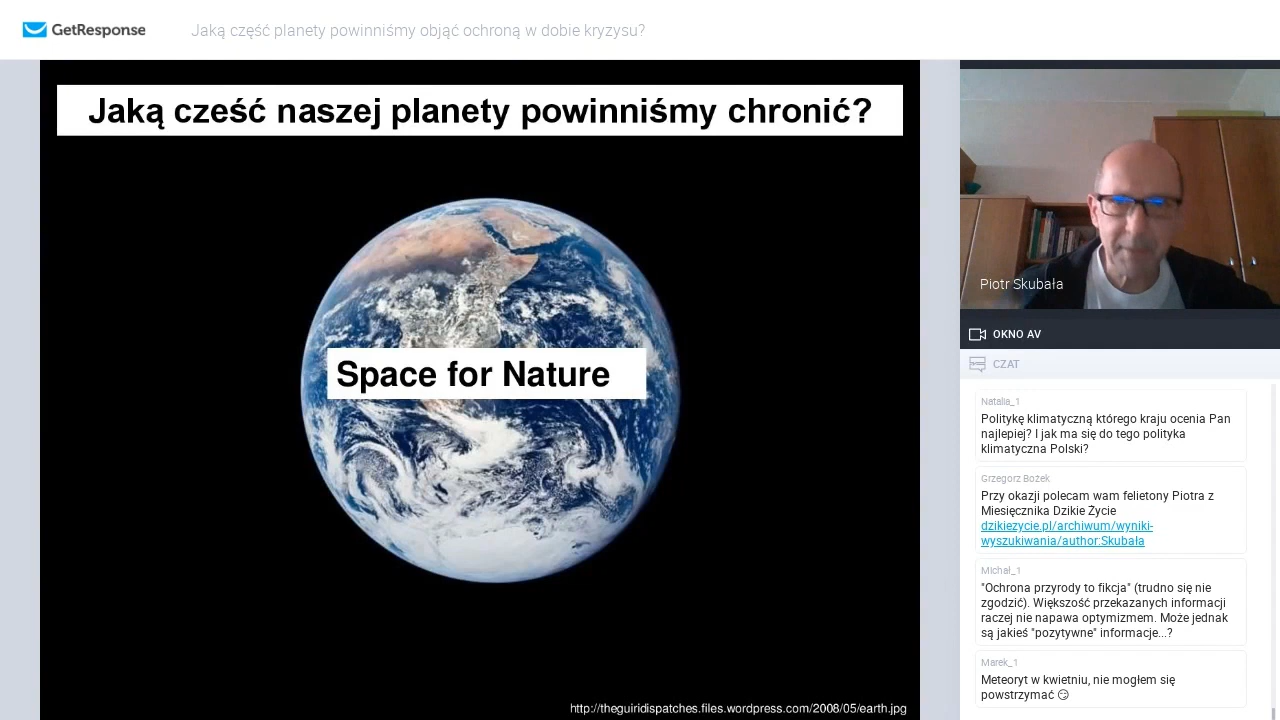 GetResponse
Jaką część planety powinniśmy objąć ochroną w dobie kryzysu?
Jaką cześć naszej planety powinniśmy chronić?
Space for Nature
http://theguiridispatches.files.wordpress.com/2008/05/earth.jpg
Piotr Skubała
OKNO AV
CZAT
Natalia_1
Politykę klimatyczną którego kraju ocenia Pan
najlepiej? I jak ma się do tego polityka
klimatyczna Polski?
Grzegorz Bożek
Przy okazji polecam wam felietony Piotra z
Miesięcznika Dzikie Życie
dzikiezycie.pl/archiwum/wyniki-
wyszukiwania/author:Skubała
Michał_1
"Ochrona przyrody to fikcja" (trudno się nie
zgodzić). Większość przekazanych informacji
raczej nie napawa optymizmem. Może jednak
są jakieś "pozytywne" informacje...?
Marek_1
Meteoryt w kwietniu, nie mogłem się
powstrzymać 😏